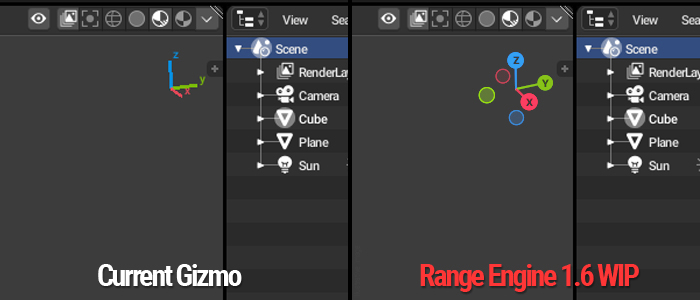 View
Sea
Scene
RenderLay
Camera
Cube
Plane
Sun
z
y
x
Current Gizmo
View
Sea
Scene
RenderLay
Camera
Cube
Plane
Sun
Z
Y
X
Range Engine 1.6 WIP